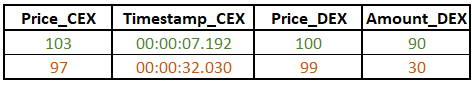 Price_CEX Timestamp_CEX Price_DEX Amount_DEX
103 00:00:07.192 100 90
97 00:00:32.030 99 30